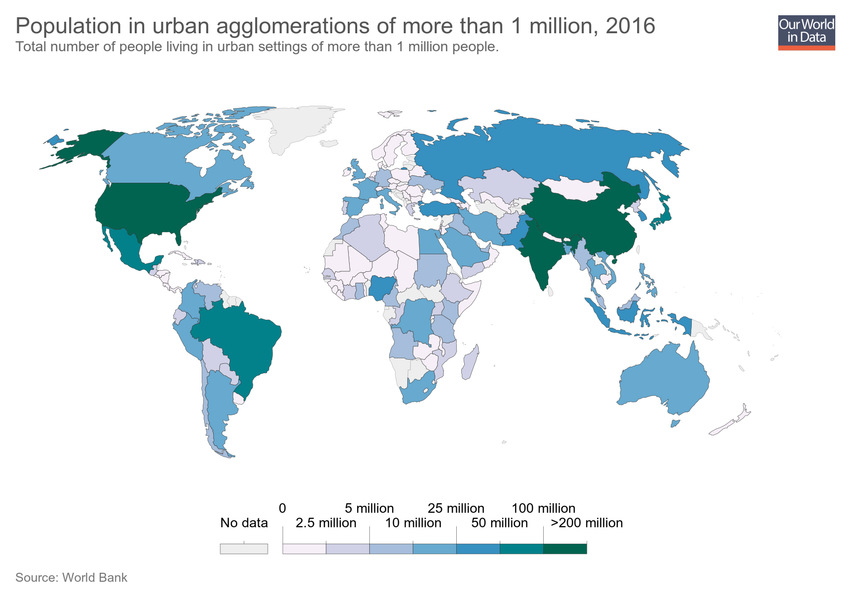 Population in urban agglomerations of more than 1 million, 2016
Total number of people living in urban settings of more than 1 million people.
Our World
in Data
0 5 million 25 million 100 million
No data 2.5 million 10 million 50 million >200 million
Source: World Bank